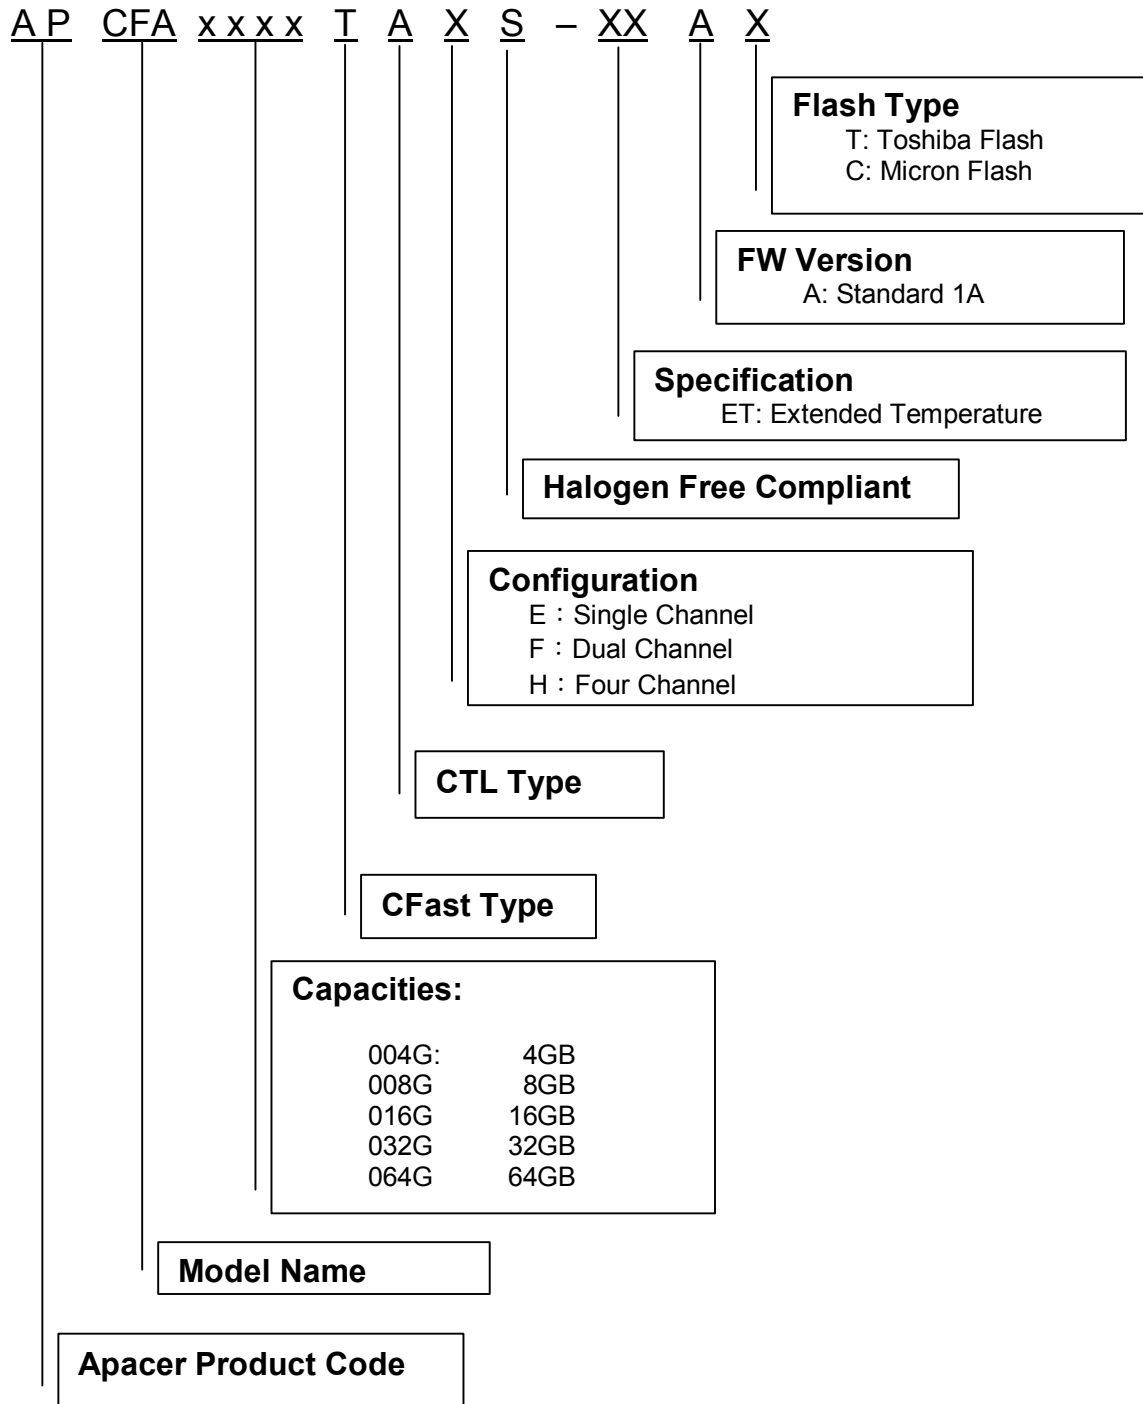 A P CFA x x x x T A X S – XX A X
Flash Type
T: Toshiba Flash
C: Micron Flash
FW Version
A: Standard 1A
Specification
ET: Extended Temperature
Halogen Free Compliant
Configuration
E：Single Channel
F：Dual Channel
H：Four Channel
CTL Type
CFast Type
Capacities:
004G: 4GB
008G 8GB
016G 16GB
032G 32GB
064G 64GB
Model Name
Apacer Product Code